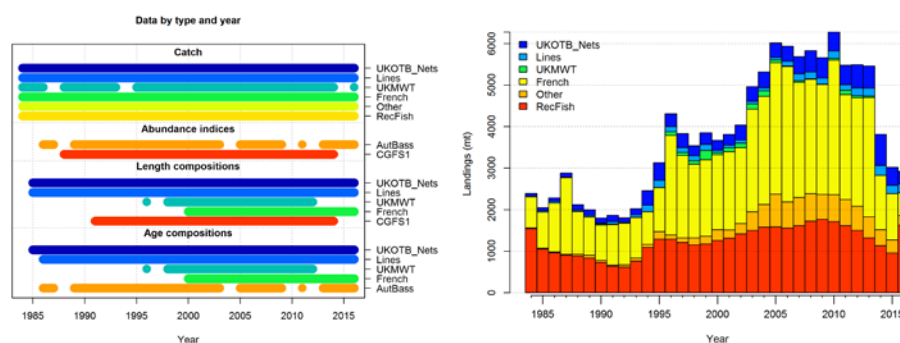 Data by type and year
Catch
UKOTB_Nets
Lines
UKMWT
French
Other
RecFish
Abundance indices
AutBass
CGFS1
Length compositions
UKOTB_Nets
Lines
UKMWT
French
CGFS1
Age compositions
UKOTB_Nets
Lines
UKMWT
French
AutBass
1985 1990 1995 2000 2005 2010 2015
Year
Landings (mt)
6000
5000
4000
3000
2000
1000
0
UKOTB_Nets
Lines
UKMWT
French
Other
RecFish
1985 1990 1995 2000 2005 2010 2015
Year